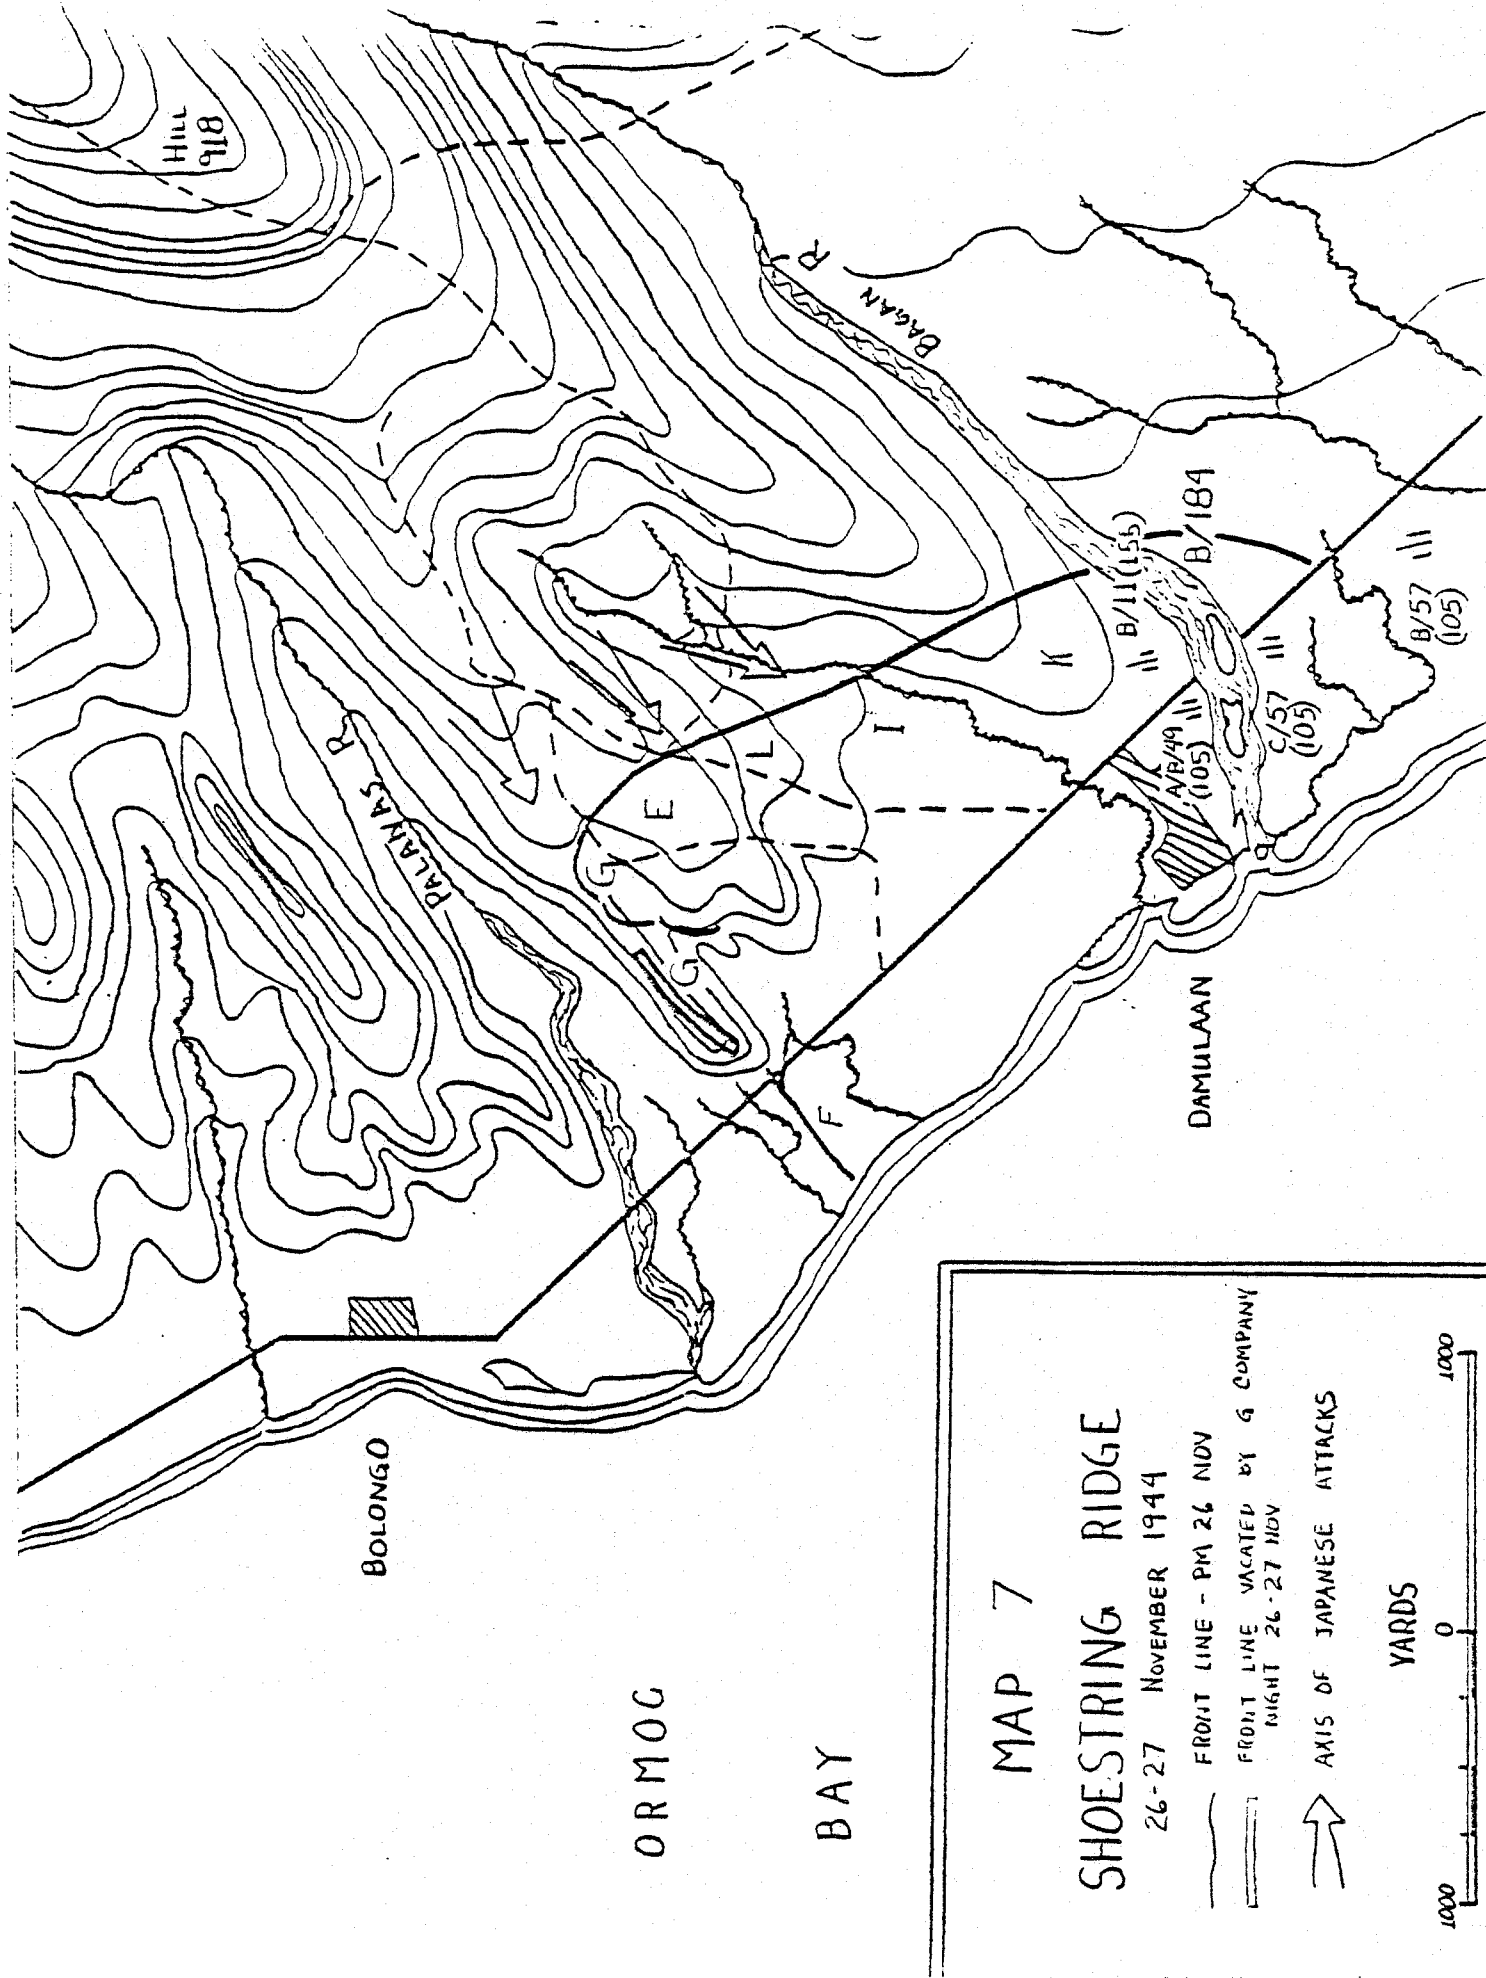 HILL
918
PALANAS R.
BAGAN R
BOLONGO
ORMOC
BAY
DAMULAAN
G
G
E
L
I
K
F
B/11(155)
B/184
A/B/49
(105)
C/57
(105)
B/57
(105)
MAP 7
SHOESTRING RIDGE
26-27 NOVEMBER 1944
FRONT LINE - PM 26 NOV
FRONT LINE VACATED BY G COMPANY
NIGHT 26-27 NOV
AXIS OF JAPANESE ATTACKS
YARDS
1000 0 1000